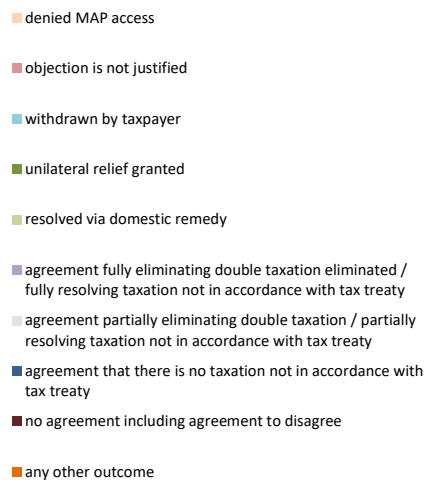 denied MAP access
objection is not justified
withdrawn by taxpayer
unilateral relief granted
resolved via domestic remedy
agreement fully eliminating double taxation eliminated /
fully resolving taxation not in accordance with tax treaty
agreement partially eliminating double taxation / partially
resolving taxation not in accordance with tax treaty
agreement that there is no taxation not in accordance with
tax treaty
no agreement including agreement to disagree
any other outcome